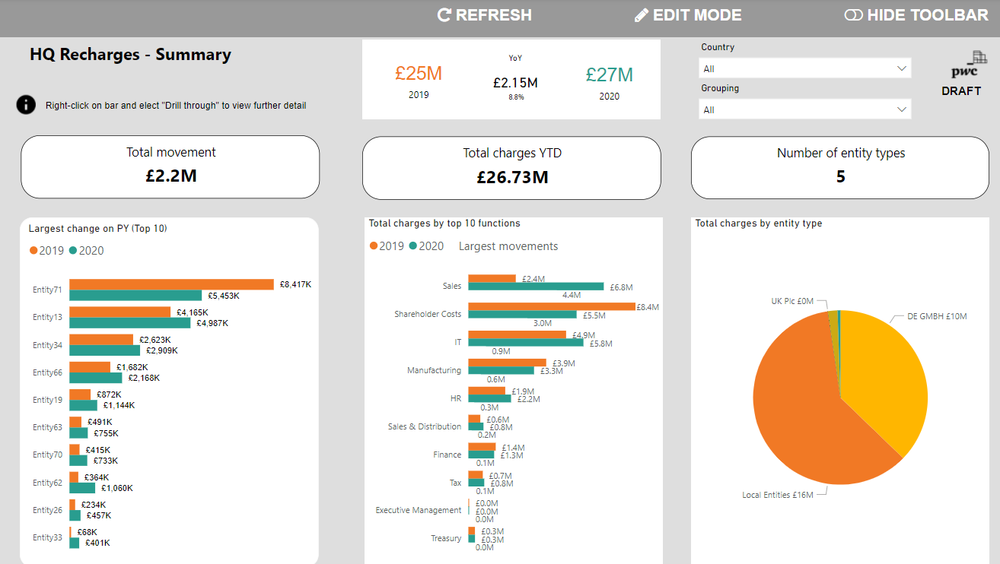 REFRESH
EDIT MODE
HIDE TOOLBAR
HQ Recharges - Summary
Right-click on bar and elect "Drill through" to view further detail
£25M
2019
YoY
£2.15M
8.8%
£27M
2020
Country
All
Grouping
All
pwc
DRAFT
Total movement
£2.2M
Total charges YTD
£26.73M
Number of entity types
5
Largest change on PY (Top 10)
2019 2020
Entity71 £8,417K
£5,453K
Entity13 £4,165K
£4,987K
Entity34 £2,623K
£2,909K
Entity66 £1,682K
£2,168K
Entity19 £872K
£1,144K
Entity63 £491K
£755K
Entity70 £415K
£733K
Entity62 £364K
£1,060K
Entity26 £234K
£457K
Entity33 £68K
£401K
Total charges by top 10 functions
2019 2020 Largest movements
Sales £2.4M
£6.8M
4.4M
Shareholder Costs £8.4M
£5.5M
3.0M
IT £4.9M
£5.8M
0.9M
Manufacturing £3.9M
£3.3M
0.6M
HR £1.9M
£2.2M
0.3M
Sales & Distribution £0.6M
£0.8M
0.2M
Finance £1.4M
£1.3M
0.1M
Tax £0.7M
£0.8M
0.1M
Executive Management £0.0M
£0.0M
0.0M
Treasury £0.3M
£0.3M
0.0M
Total charges by entity type
UK Plc £0M
DE GMBH £10M
Local Entities £16M